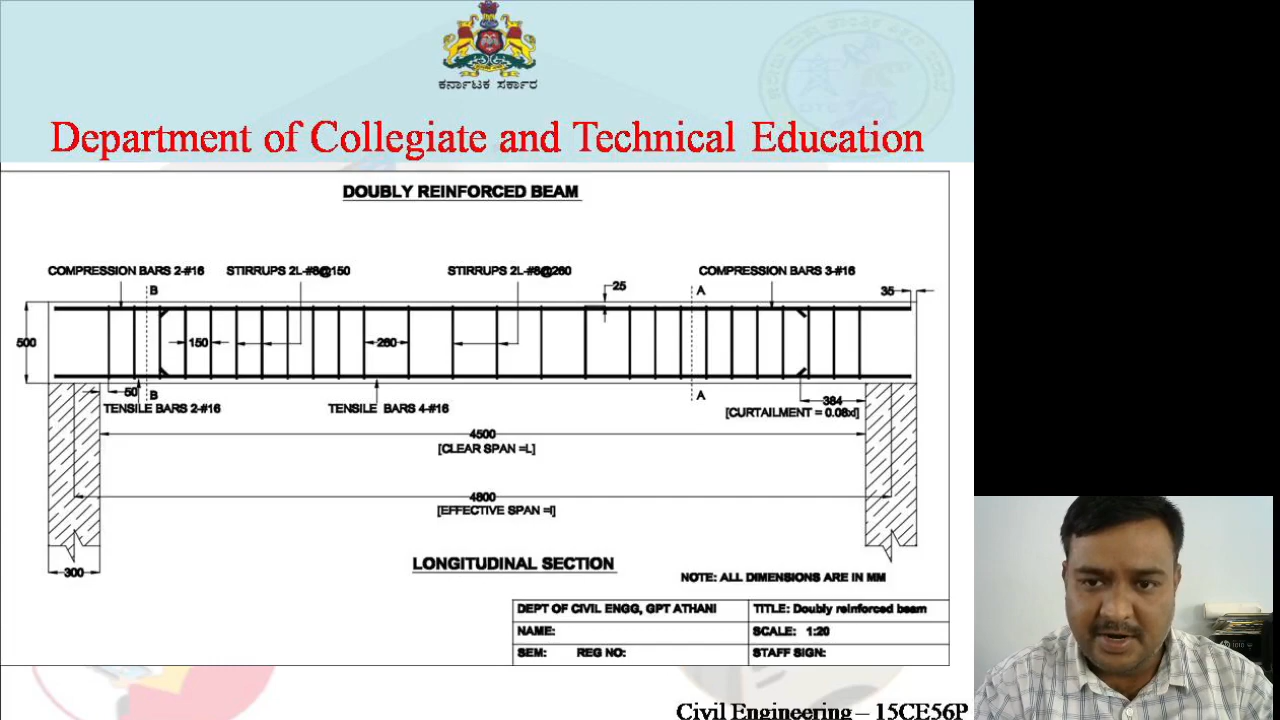 ಕರ್ನಾಟಕ ಸರ್ಕಾರ
Department of Collegiate and Technical Education
DOUBLY REINFORCED BEAM
COMPRESSION BARS 2-#16
STIRRUPS 2L-#8@150
STIRRUPS 2L-#8@260
COMPRESSION BARS 3-#16
B
A
25
35
500
150
260
50
B
A
TENSILE BARS 2-#16
TENSILE BARS 4-#16
384
[CURTAILMENT = 0.08xl]
4500
[CLEAR SPAN =L]
4800
[EFFECTIVE SPAN =l]
300
LONGITUDINAL SECTION
NOTE: ALL DIMENSIONS ARE IN MM
DEPT OF CIVIL ENGG, GPT ATHANI
TITLE: Doubly reinforced beam
NAME:
SCALE: 1:20
SEM: REG NO:
STAFF SIGN:
Civil Engineering – 15CE56P